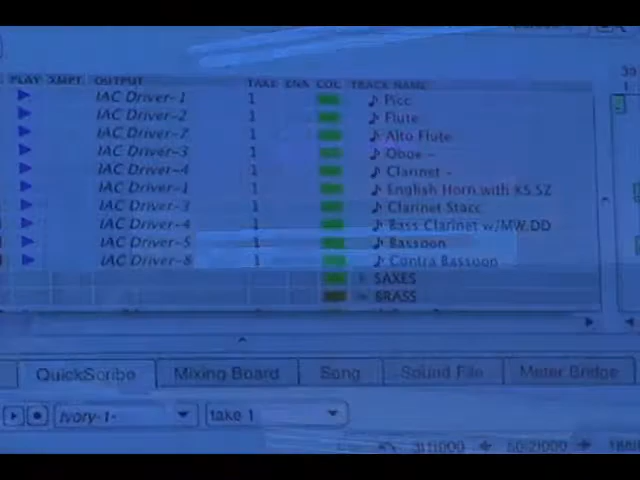 PLAY XMPT OUTPUT TAKE ENA COL TRACK NAME
IAC Driver-1 1 Picc
IAC Driver-2 1 Flute
IAC Driver-7 1 Alto Flute
IAC Driver-3 1 Oboe -
IAC Driver-4 1 Clarinet -
IAC Driver-1 1 English Horn with KS.SZ
IAC Driver-3 1 Clarinet Stacc
IAC Driver-4 1 Bass Clarinet w/MW.DD
IAC Driver-5 1 Bassoon
IAC Driver-8 1 Contra Bassoon
SAXES
BRASS
QuickScribe Mixing Board Song Sound File Meter Bridge
Ivory-1- take 1